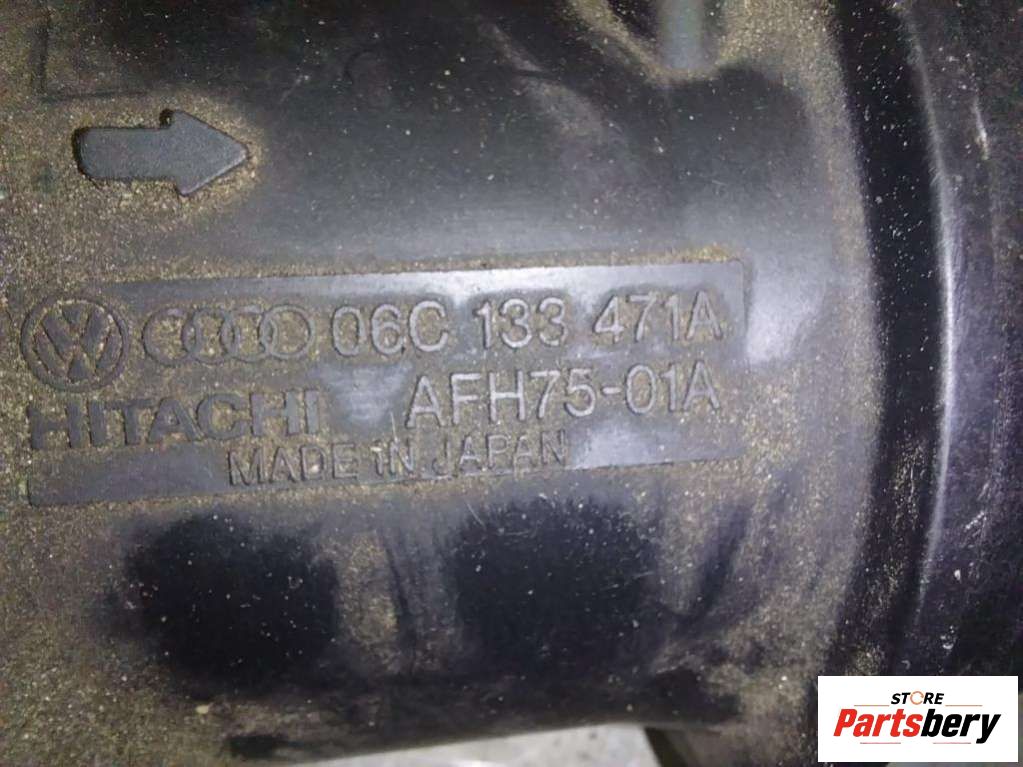 06C 133 471A
HITACHI AFH75-01A
MADE IN JAPAN
STORE
Partsbery